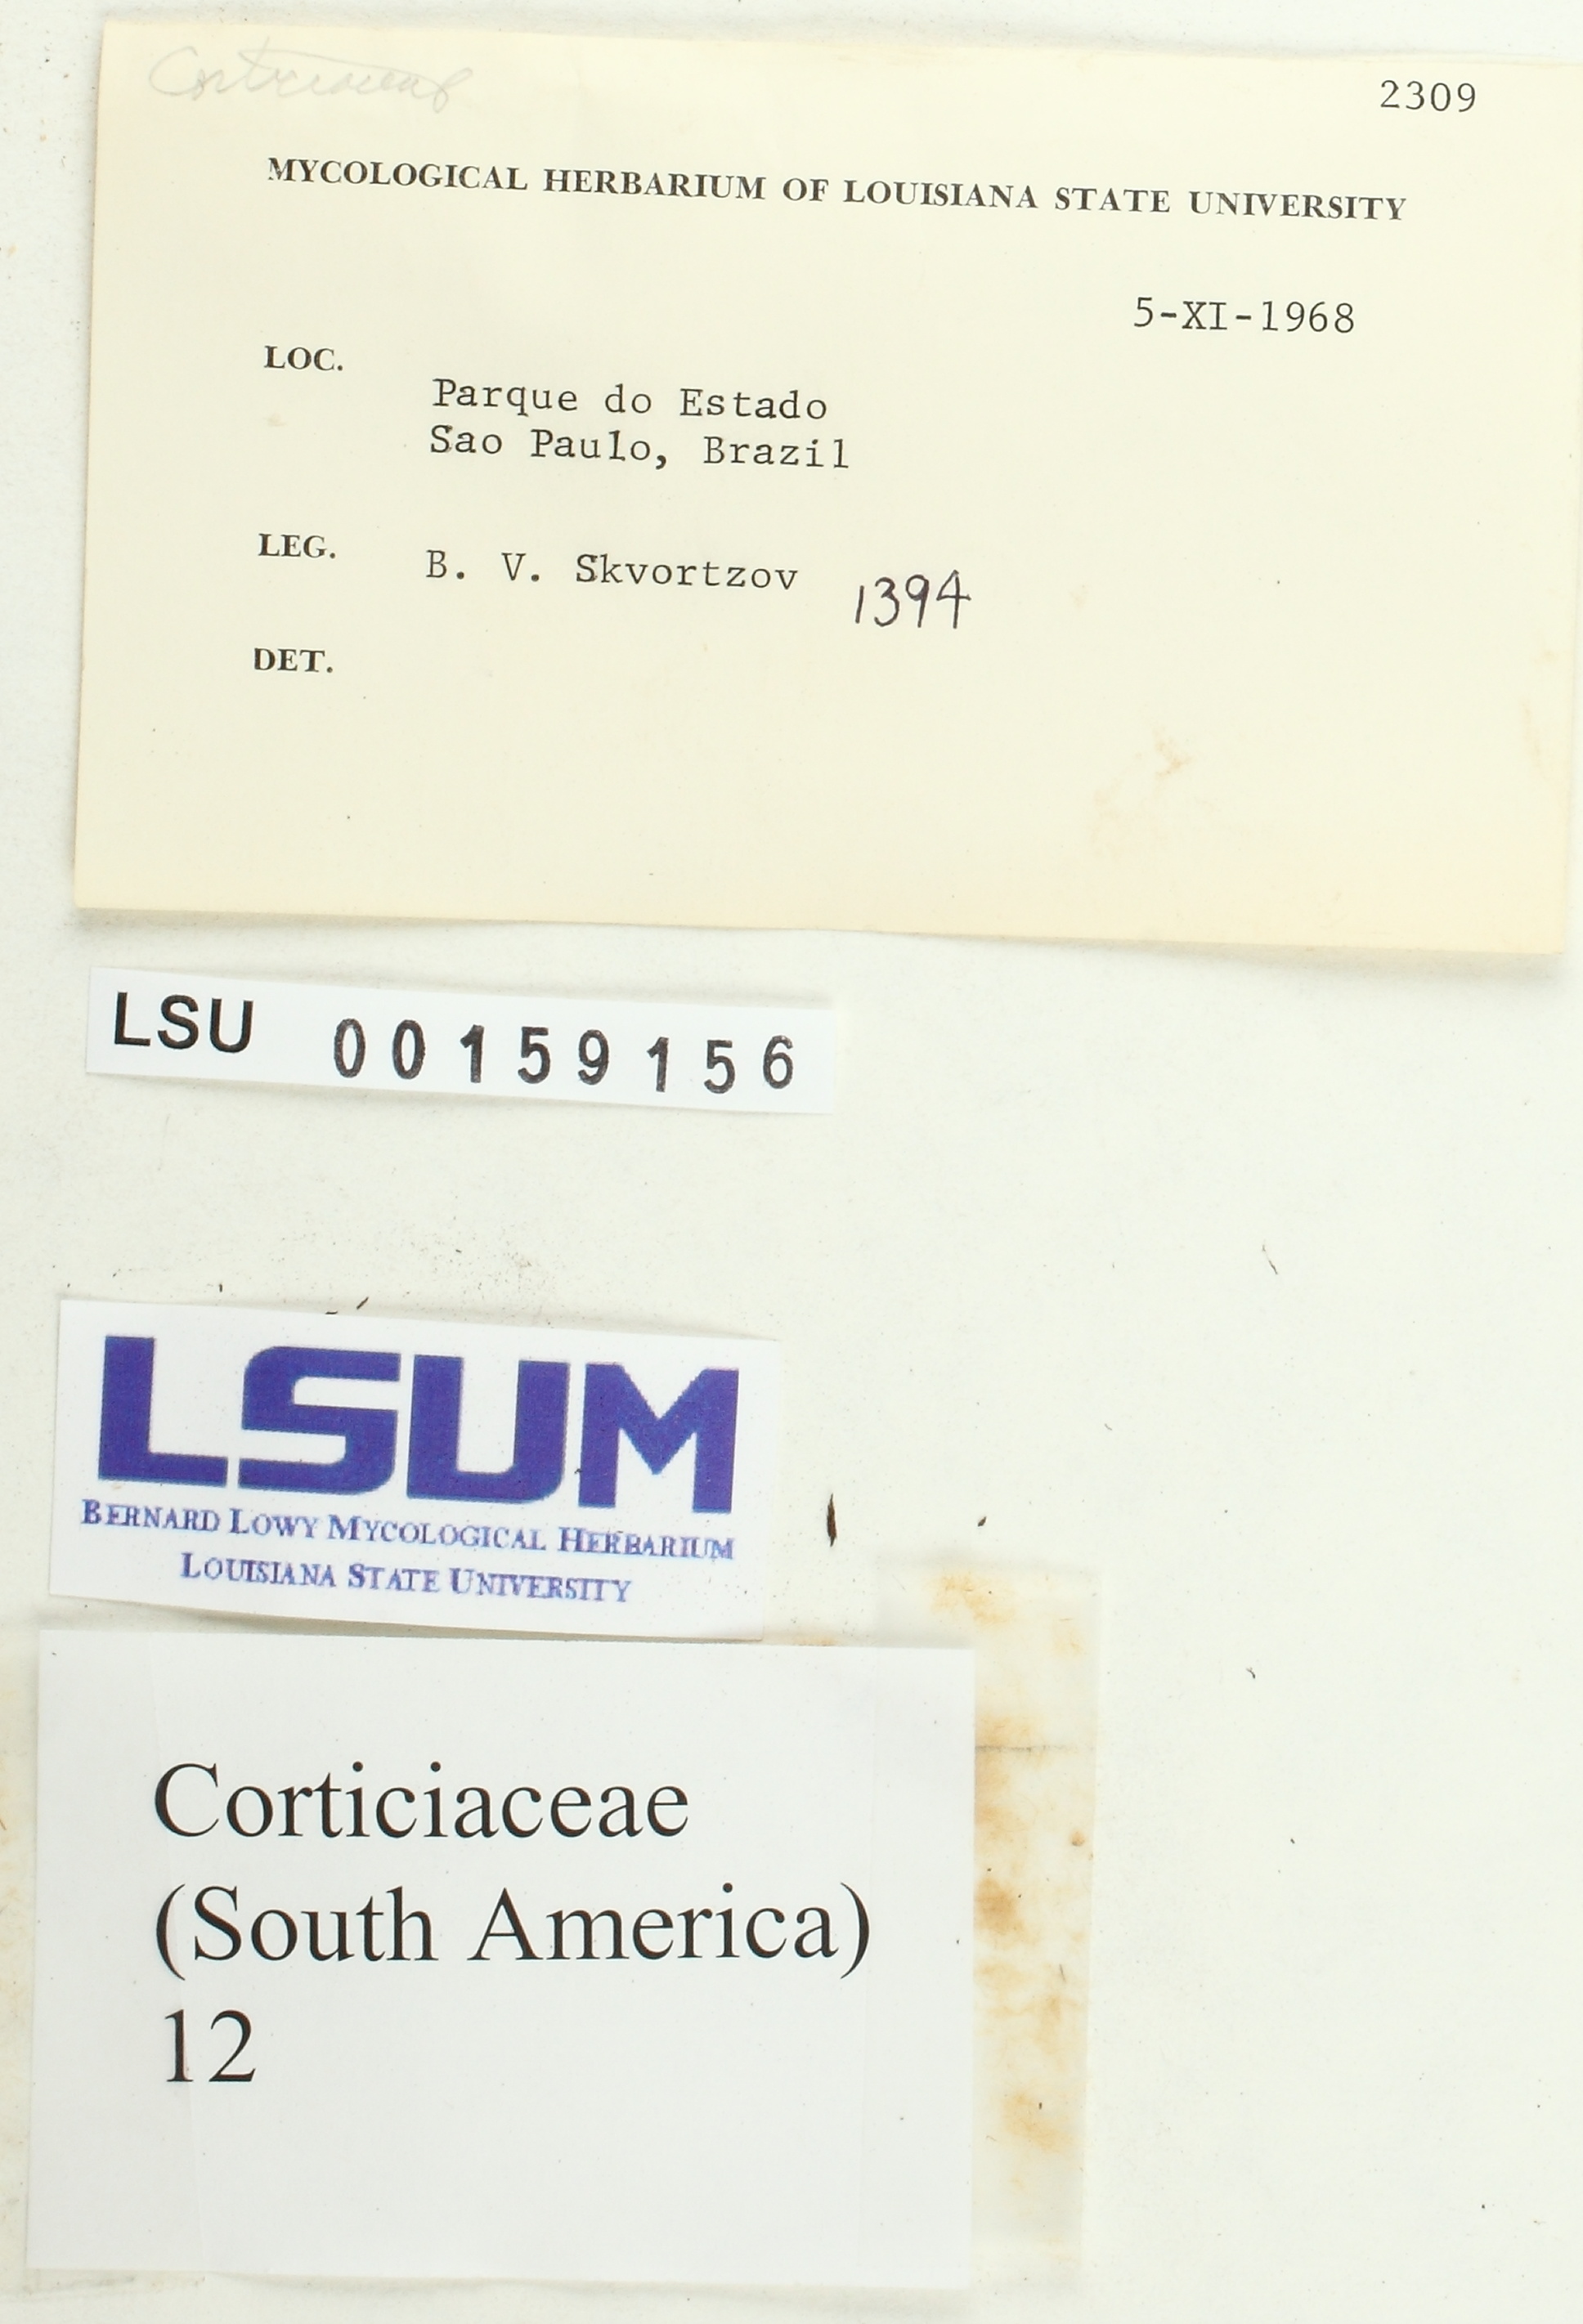 2309
MYCOLOGICAL HERBARIUM OF LOUISIANA STATE UNIVERSITY
5-XI-1968
LOC.
Parque do Estado
Sao Paulo, Brazil
LEG. B. V. Skvortzov 1394
DET.
LSU 00159156
LSUM
BERNARD LOWY MYCOLOGICAL HERBARIUM
LOUISIANA STATE UNIVERSITY
Corticiaceae
(South America)
12